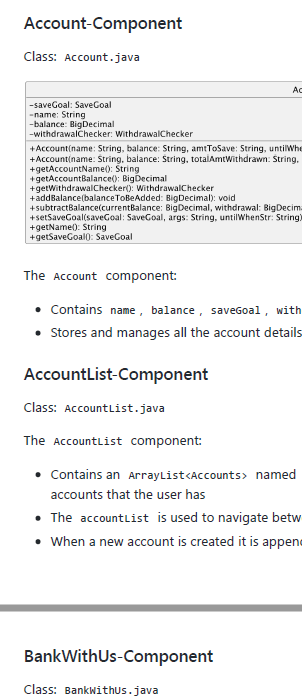 Account-Component
Class: Account.java
Ac
-saveGoal: SaveGoal
-name: String
-balance: BigDecimal
-withdrawalChecker: WithdrawalChecker
+Account(name: String, balance: String, amtToSave: String, untilWhe
+Account(name: String, balance: String, totalAmtWithdrawn: String,
+getAccountName(): String
+getAccountBalance(): BigDecimal
+getWithdrawalChecker(): WithdrawalChecker
+addBalance(balanceToBeAdded: BigDecimal): void
+subtractBalance(currentBalance: BigDecimal, withdrawal: BigDecima
+setSaveGoal(saveGoal: SaveGoal, args: String, untilWhenStr: String)
+getName(): String
+getSaveGoal(): SaveGoal
The Account component:
• Contains name, balance, saveGoal, with
• Stores and manages all the account details
AccountList-Component
Class: AccountList.java
The AccountList component:
• Contains an ArrayList<Accounts> named
accounts that the user has
• The accountList is used to navigate betw
• When a new account is created it is appen
BankWithUs-Component
Class: BankWithUs.java